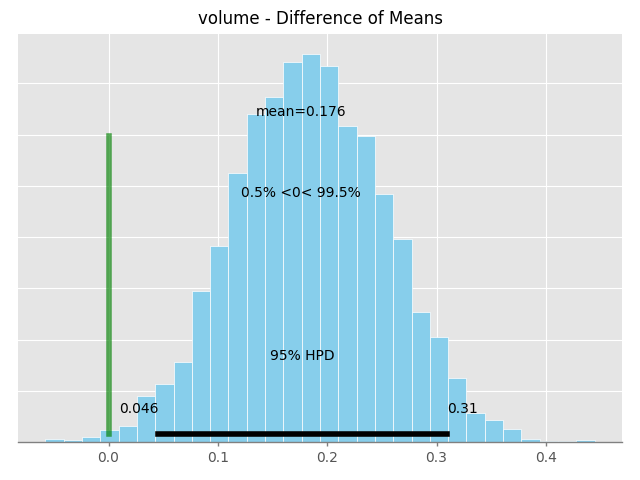 volume - Difference of Means
mean=0.176
0.5% <0< 99.5%
95% HPD
0.046 0.31
0.0 0.1 0.2 0.3 0.4